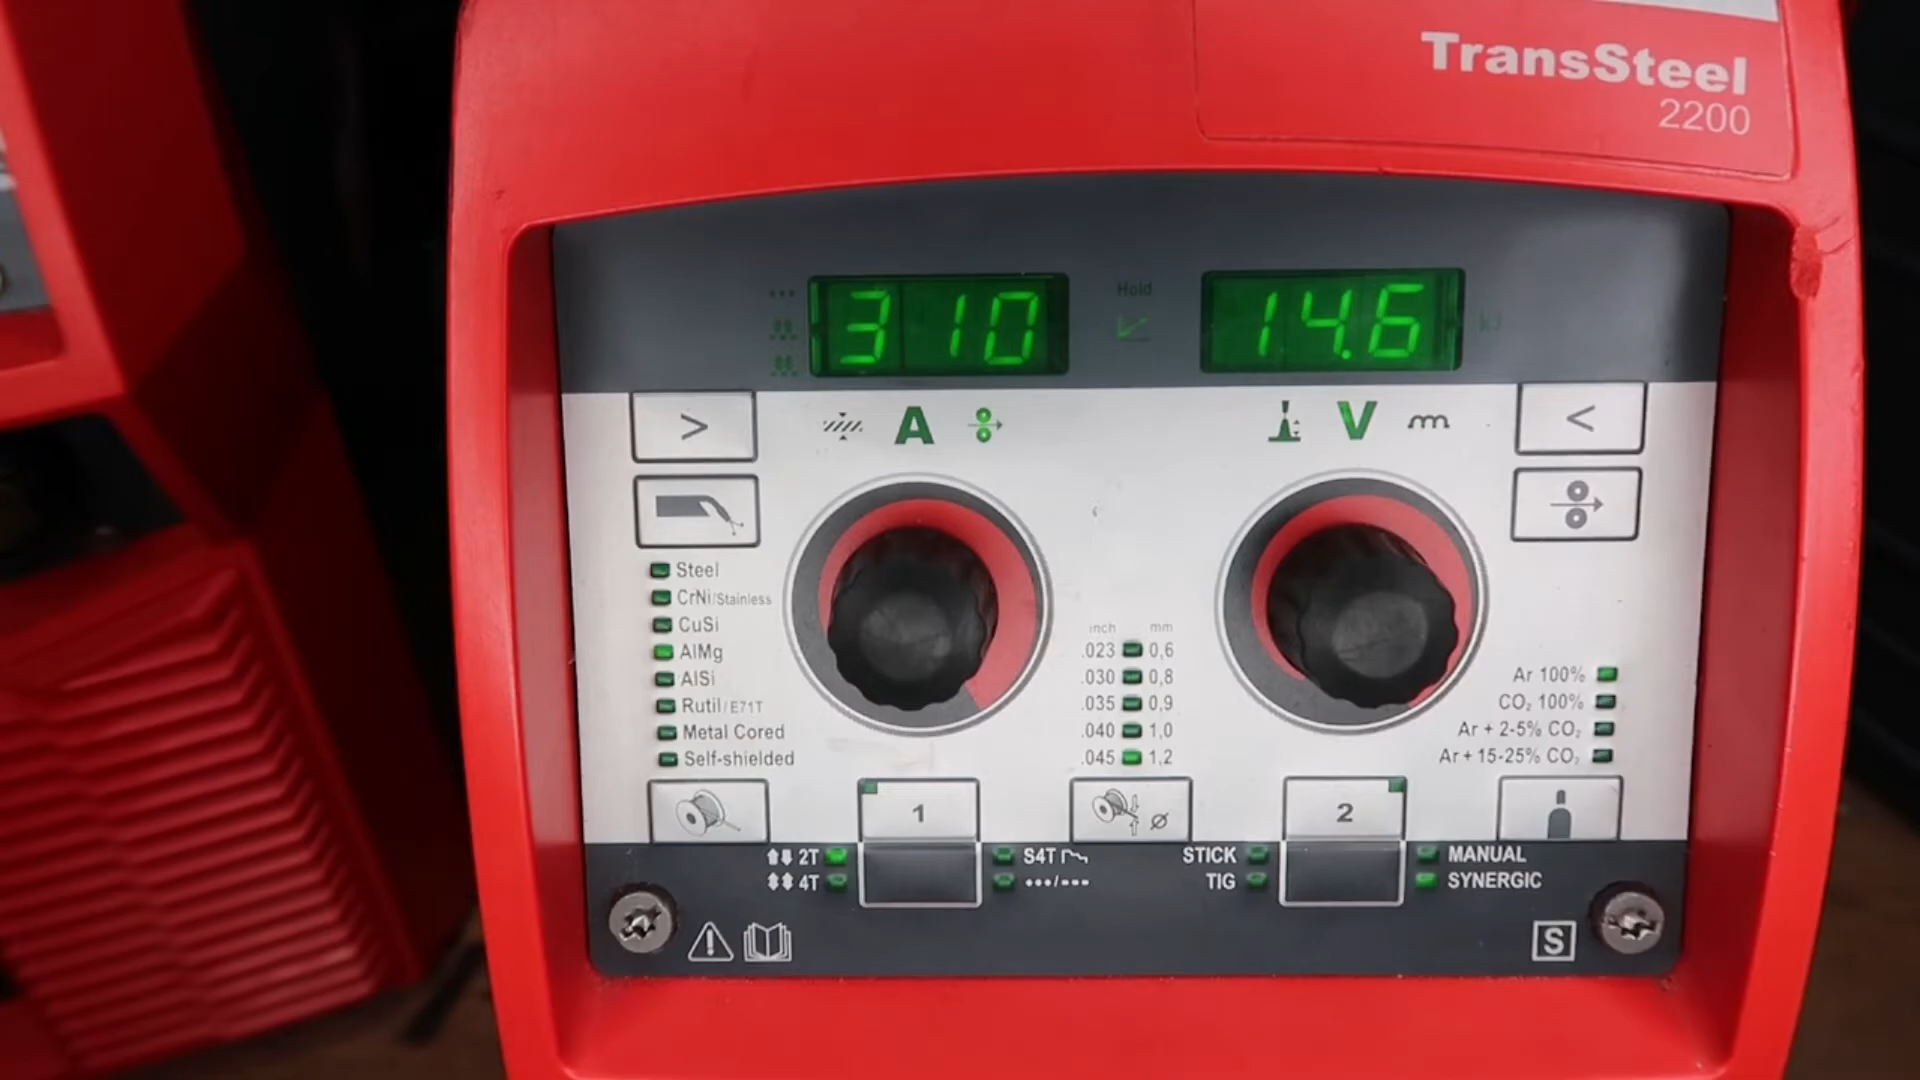 TransSteel
2200
310
Hold
14.6
kJ
>
A
V
<
Steel
CrNi/Stainless
CuSi
AlMg
AlSi
Rutil/E71T
Metal Cored
Self-shielded
inch mm
.023 0,6
.030 0,8
.035 0,9
.040 1,0
.045 1,2
Ar 100%
CO₂ 100%
Ar + 2-5% CO₂
Ar + 15-25% CO₂
1
Ø
2
2T
4T
S4T
STICK
TIG
MANUAL
SYNERGIC
S